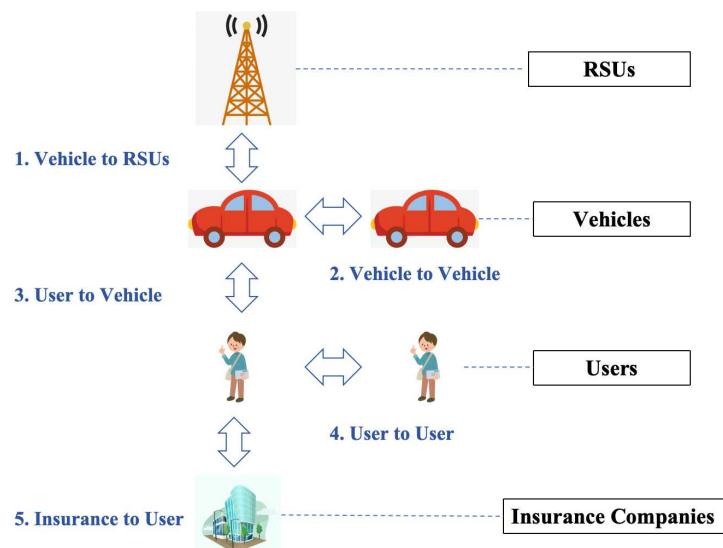 RSUs
1. Vehicle to RSUs
Vehicles
2. Vehicle to Vehicle
3. User to Vehicle
Users
4. User to User
5. Insurance to User
Insurance Companies